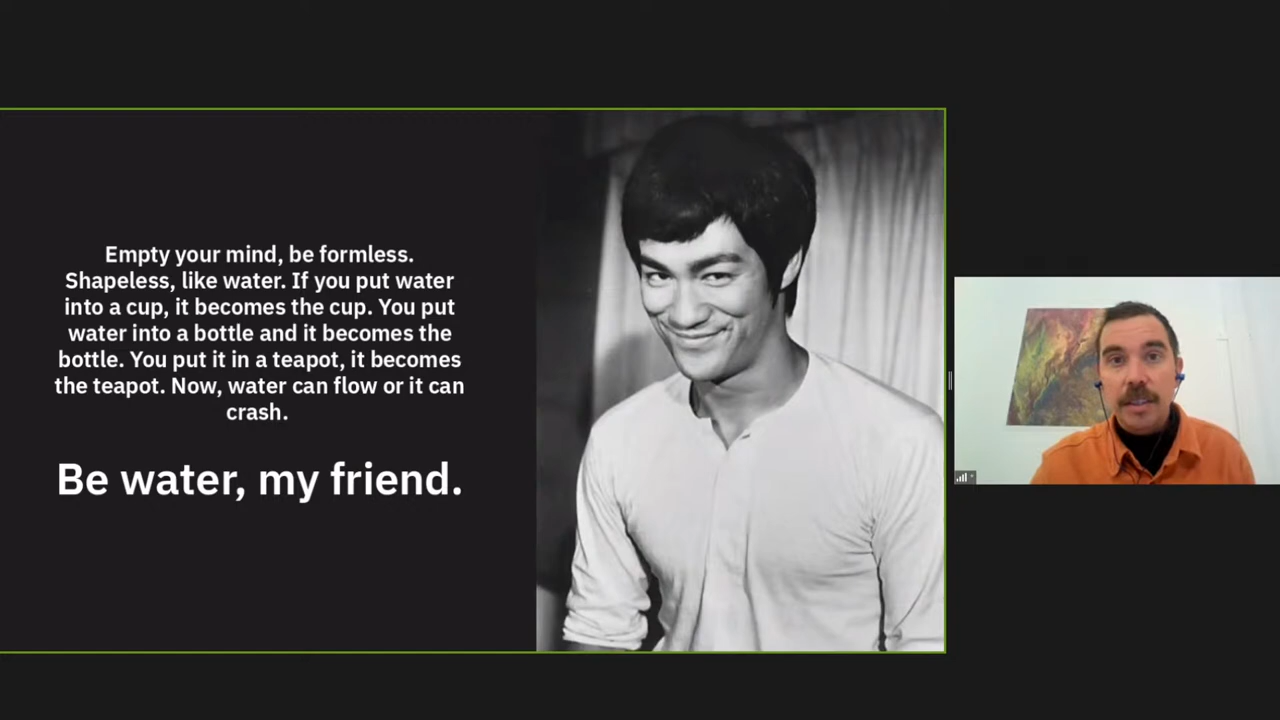 Empty your mind, be formless.
Shapeless, like water. If you put water
into a cup, it becomes the cup. You put
water into a bottle and it becomes the
bottle. You put it in a teapot, it becomes
the teapot. Now, water can flow or it can
crash.
Be water, my friend.